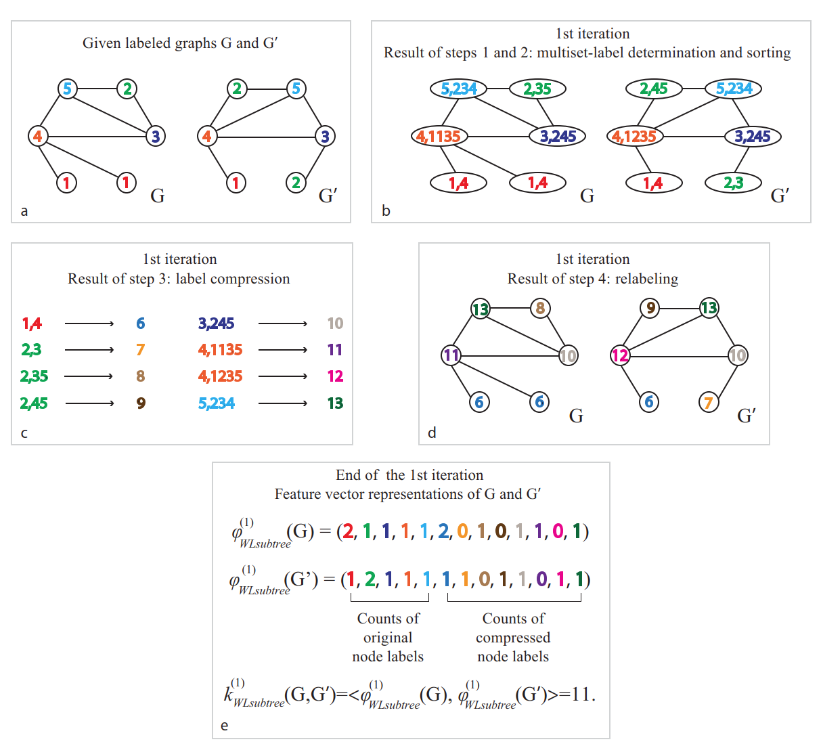 Given labeled graphs G and G′
5 2 2 5
4 3 4 3
1 1 1 2
G G′
a
1st iteration
Result of steps 1 and 2: multiset-label determination and sorting
5,234 2,35 2,45 5,234
4,1135 3,245 4,1235 3,245
1,4 1,4 1,4 2,3
G G′
b
1st iteration
Result of step 3: label compression
1,4 → 6 3,245 → 10
2,3 → 7 4,1135 → 11
2,35 → 8 4,1235 → 12
2,45 → 9 5,234 → 13
c
1st iteration
Result of step 4: relabeling
13 8 9 13
11 10 12 10
6 6 6 7
G G′
d
End of the 1st iteration
Feature vector representations of G and G′
φ(1)WLsubtree(G) = (2, 1, 1, 1, 1, 2, 0, 1, 0, 1, 1, 0, 1)
φ(1)WLsubtree(G’) = (1, 2, 1, 1, 1, 1, 1, 0, 1, 1, 0, 1, 1)
Counts of Counts of
original compressed
node labels node labels
k(1)WLsubtree(G,G′)=<φ(1)WLsubtree(G), φ(1)WLsubtree(G′)>=11.
e